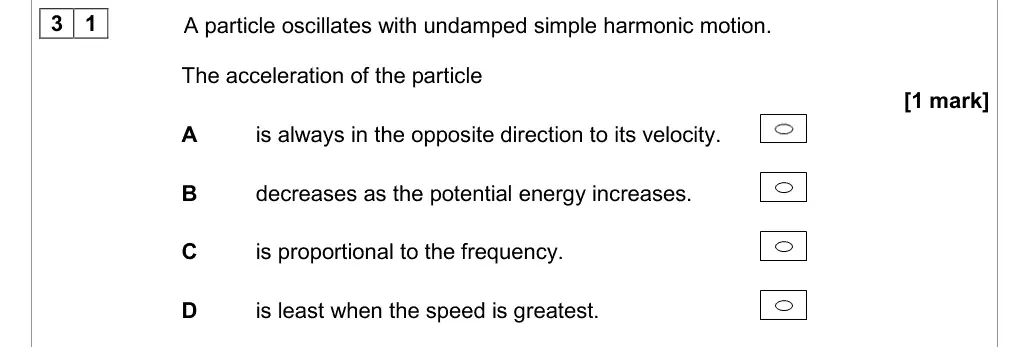 3 1 A particle oscillates with undamped simple harmonic motion.
The acceleration of the particle
[1 mark]
A is always in the opposite direction to its velocity.
B decreases as the potential energy increases.
C is proportional to the frequency.
D is least when the speed is greatest.